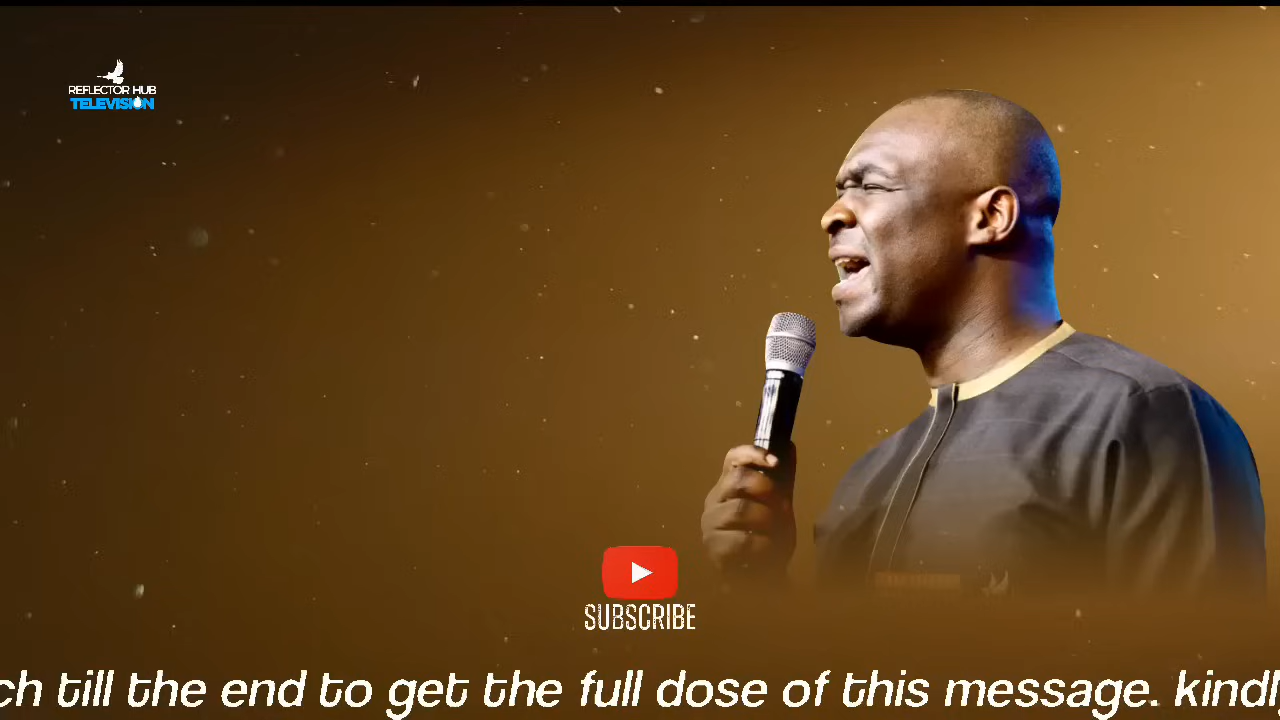 REFLECTOR HUB
TELEVISION
SUBSCRIBE
till the end to get the full dose of this message.